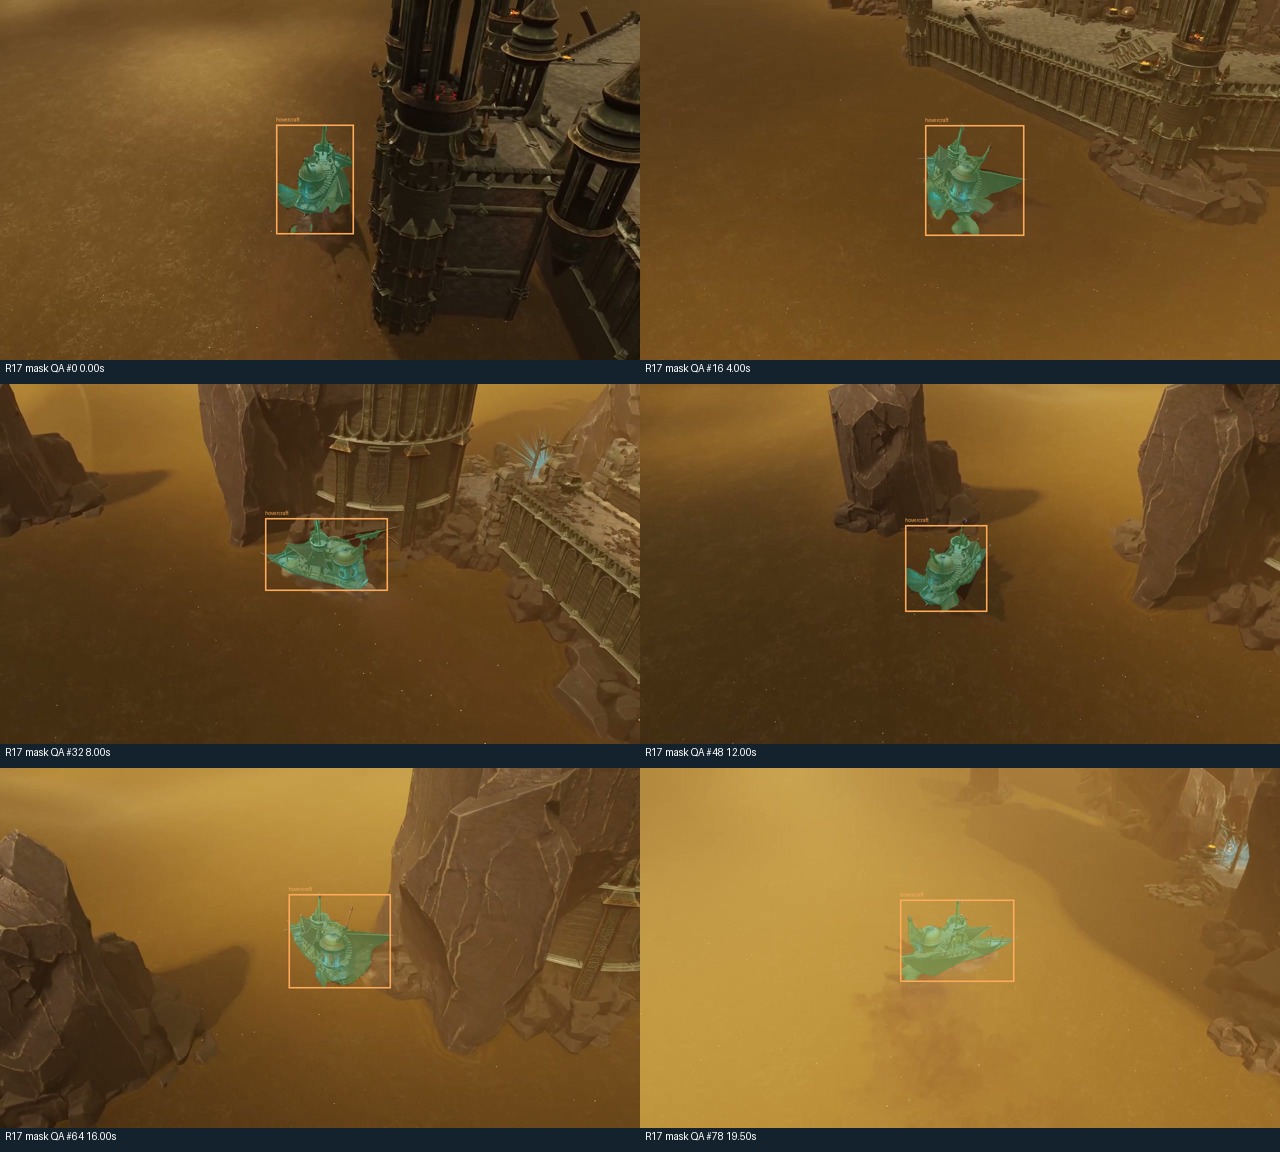 hovercraft
hovercraft
R17 mask QA #0 0.00s
R17 mask QA #16 4.00s
hovercraft
hovercraft
R17 mask QA #32 8.00s
R17 mask QA #48 12.00s
hovercraft
hovercraft
R17 mask QA #64 16.00s
R17 mask QA #78 19.50s